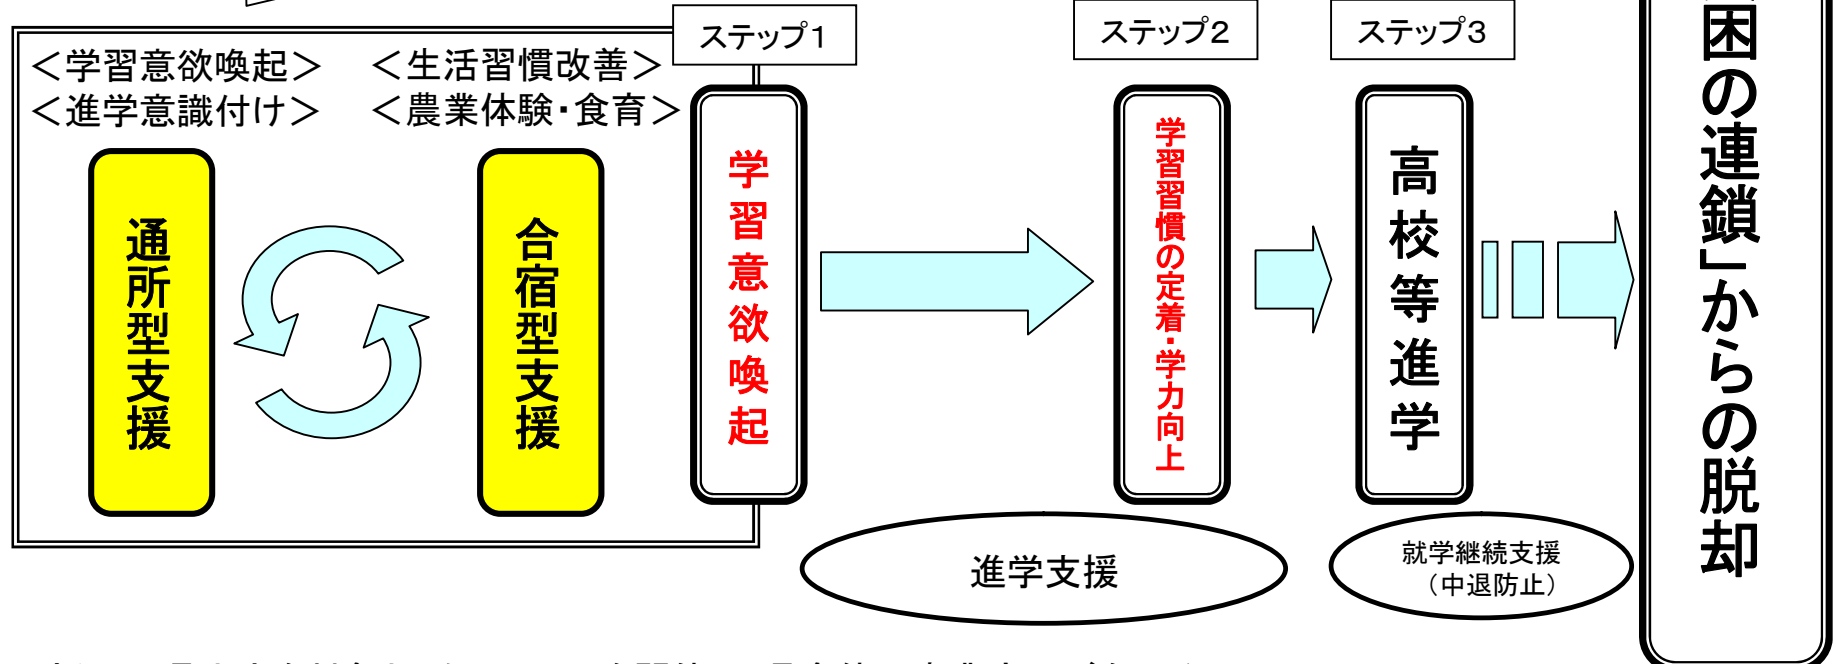 ステップ1
ステップ2
ステップ3
＜学習意欲喚起＞ ＜生活習慣改善＞
＜進学意識付け＞ ＜農業体験・食育＞
通所型支援
合宿型支援
学習意欲喚起
学習習慣の定着・学力向上
高校等進学
困の連鎖」からの脱却
進学支援
就学継続支援
（中退防止）